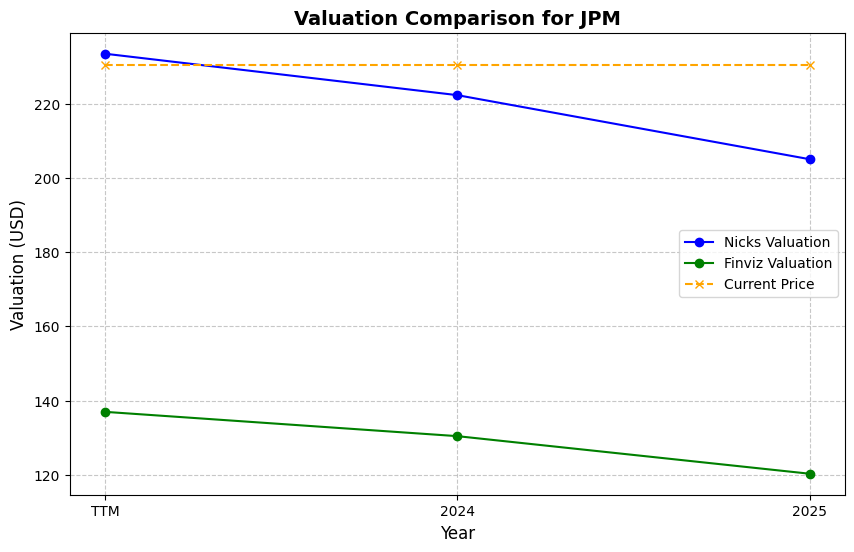 Valuation Comparison for JPM
Valuation (USD)
220
200
180
160
140
120
Nicks Valuation
Finviz Valuation
Current Price
TTM
2024
2025
Year